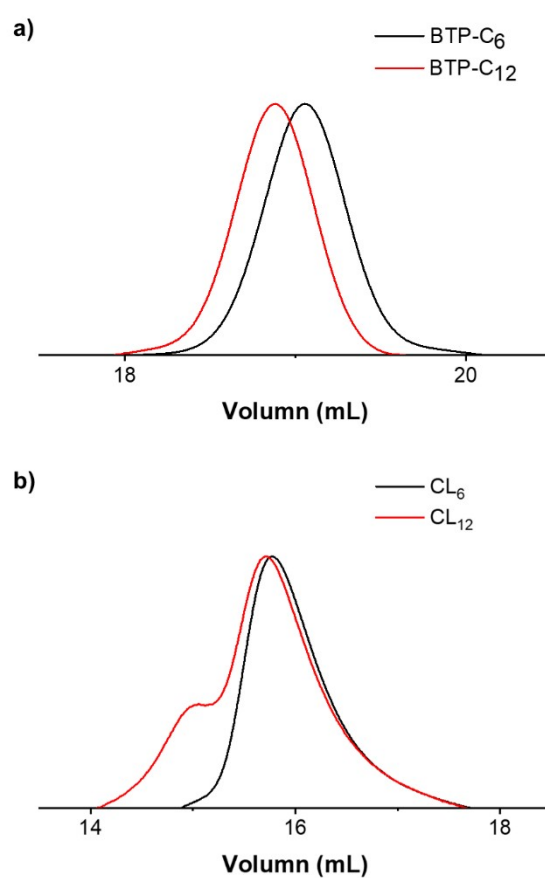 a)
BTP-C₆
BTP-C₁₂
18
20
Volumn (mL)
b)
CL₆
CL₁₂
14
16
18
Volumn (mL)